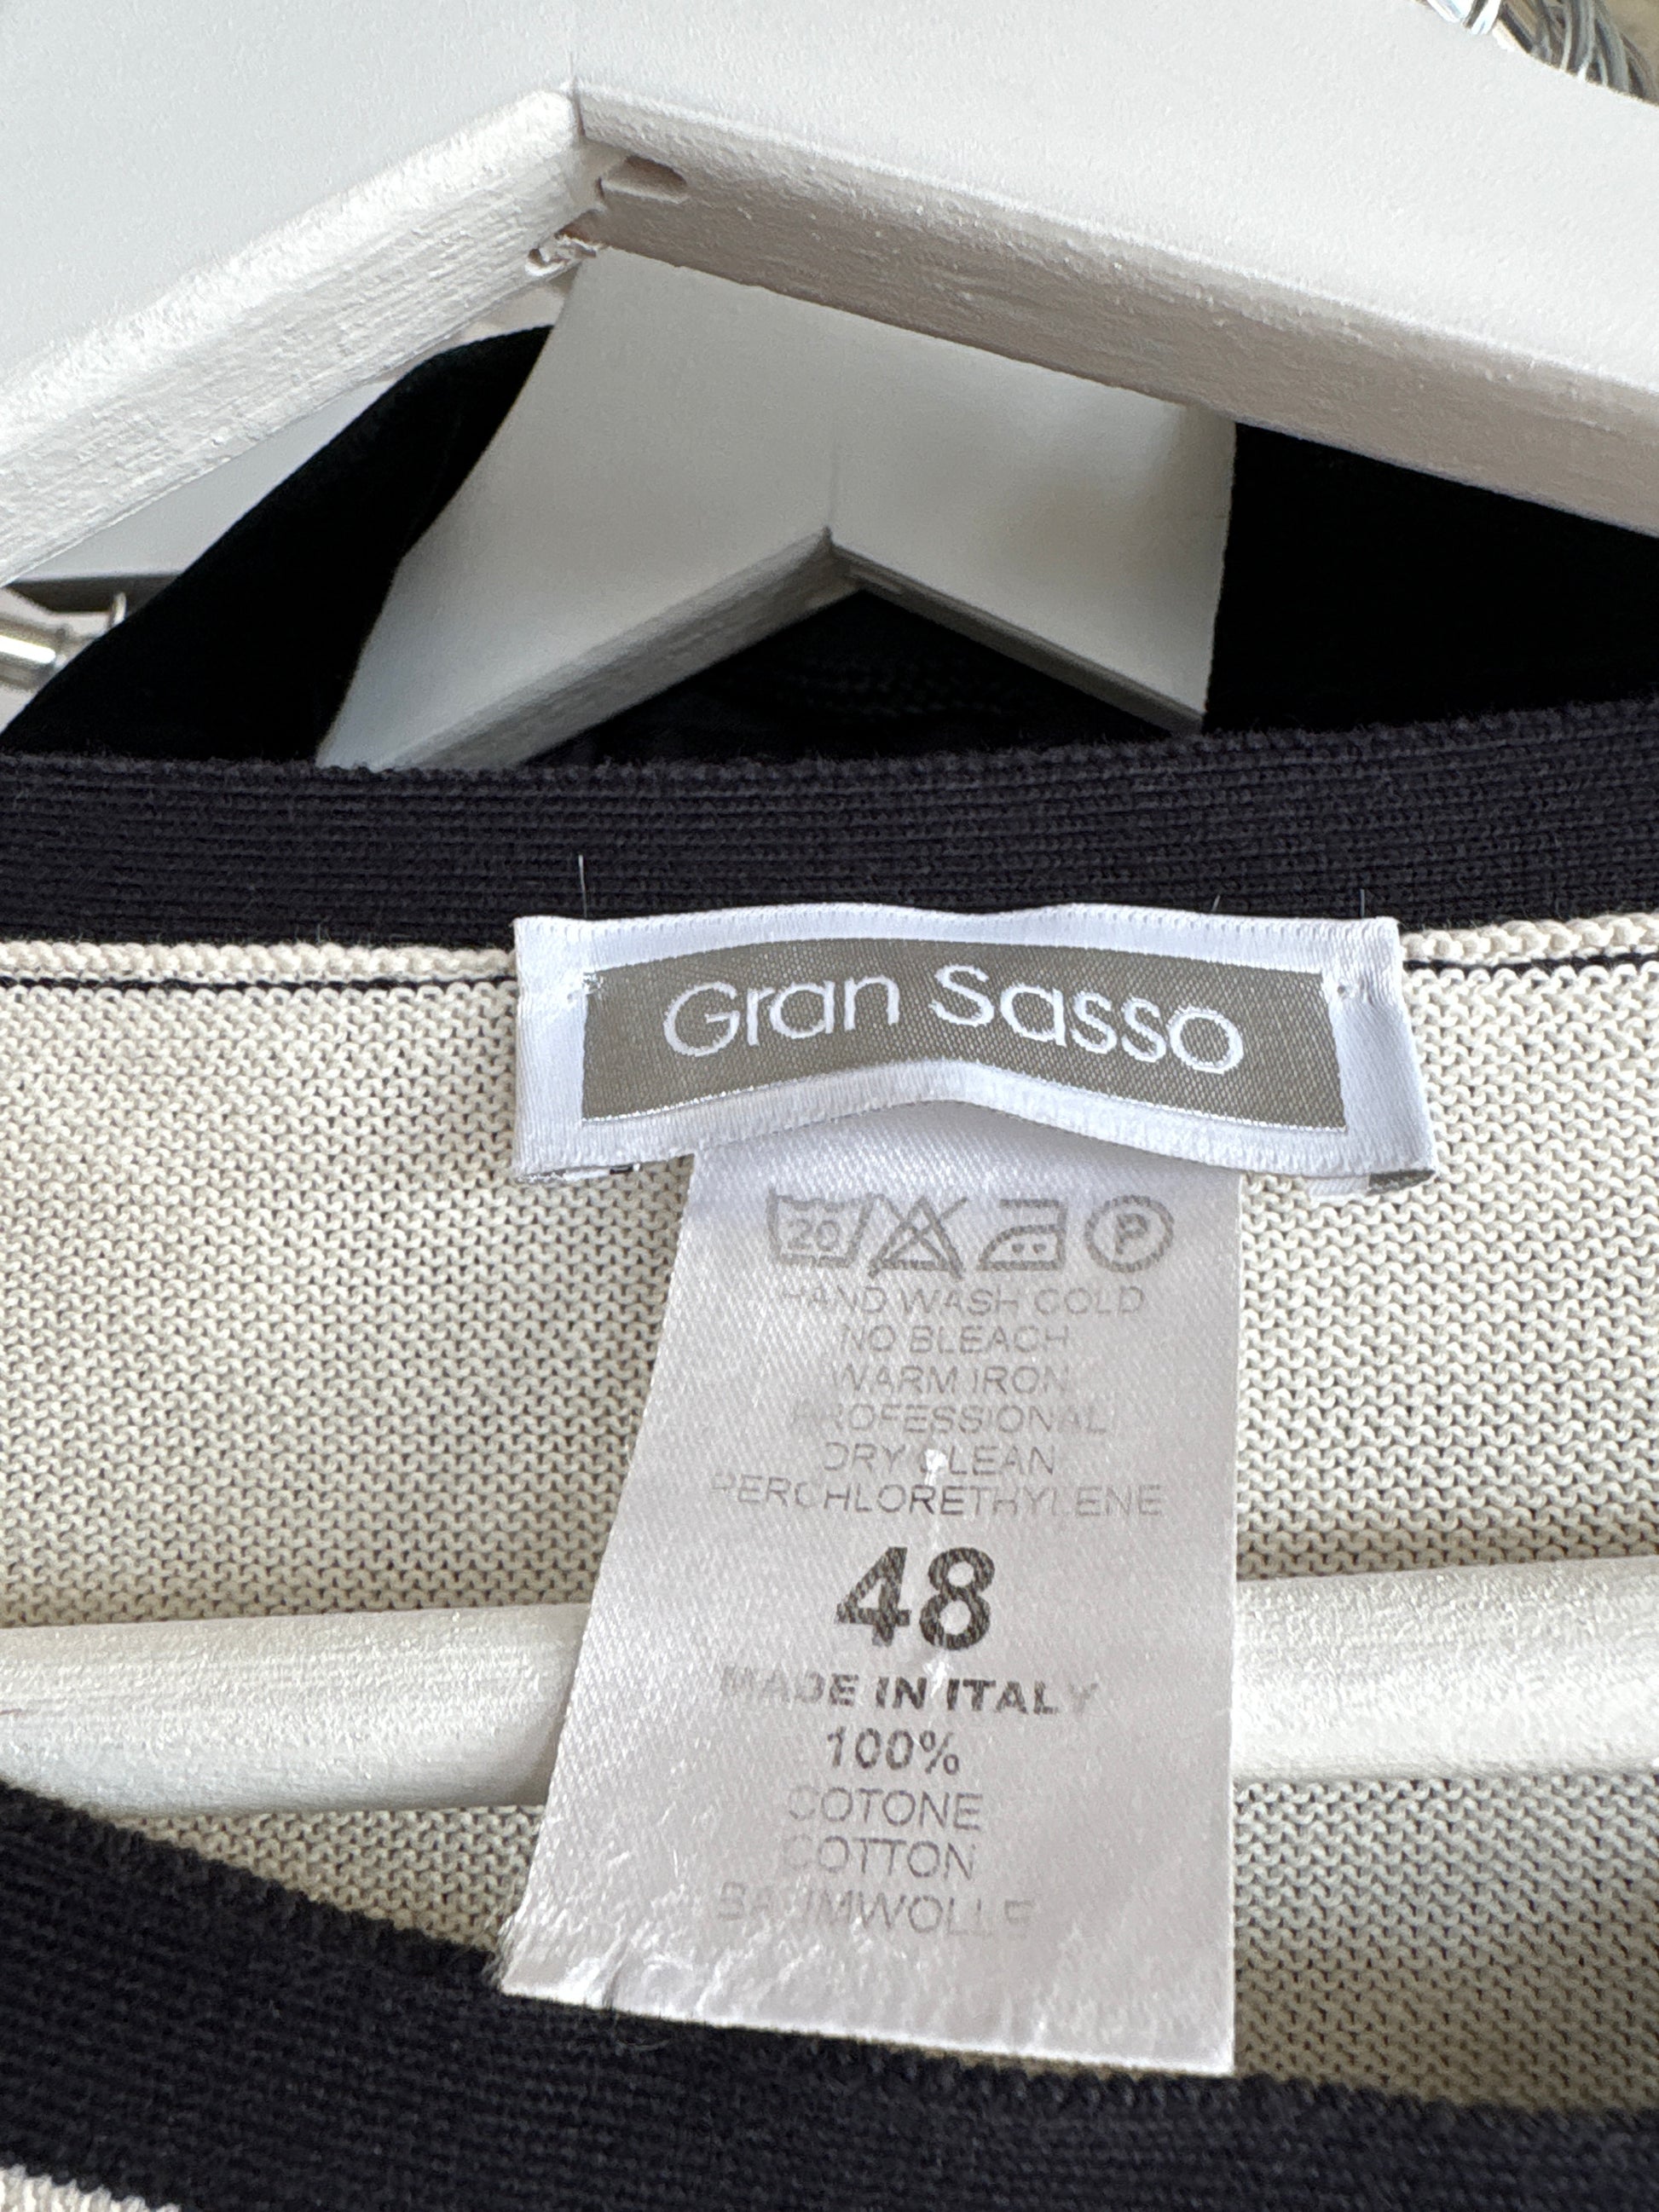 Gran Sasso
20 P
HAND WASH COLD
NO BLEACH
WARM IRON
PROFESSIONAL
DRY CLEAN
PERCHLORETHYLENE
48
MADE IN ITALY
100%
COTONE
COTTON
BAUMWOLLE